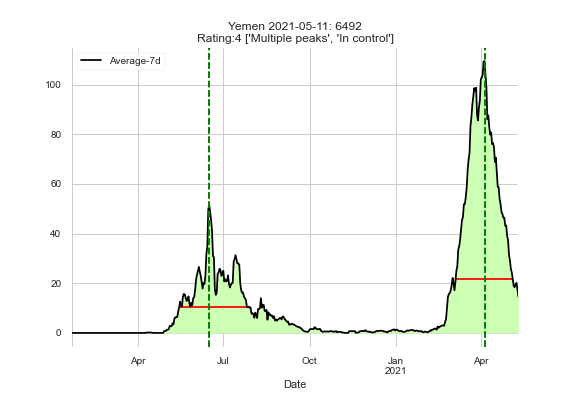 Yemen 2021-05-11: 6492
Rating:4 ['Multiple peaks', 'In control']
Average-7d
100
80
60
40
20
0
Apr
Jul
Oct
Jan
2021
Apr
Date